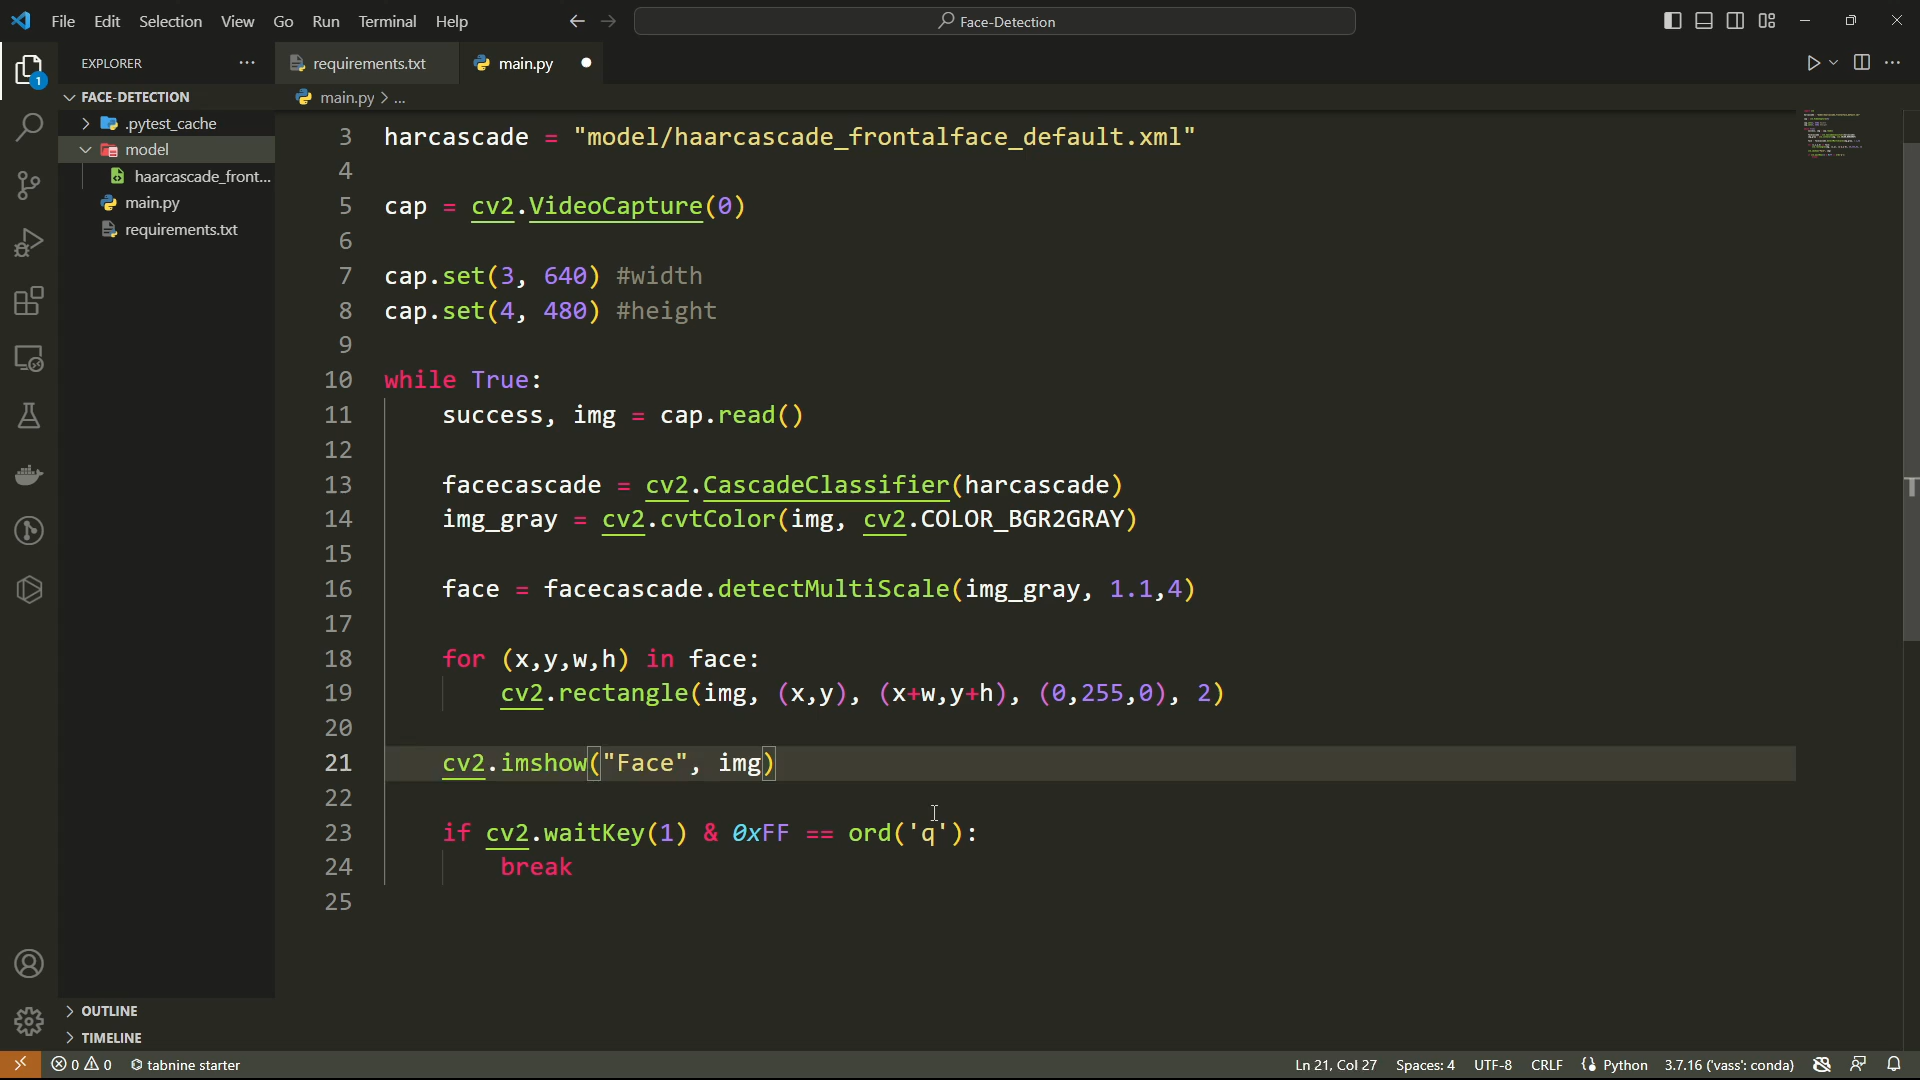 File Edit Selection View Go Run Terminal Help
Face-Detection
EXPLORER
requirements.txt
main.py
1
FACE-DETECTION
main.py > ...
.pytest_cache
model
haarcascade_front...
main.py
requirements.txt
3 harcascade = "model/haarcascade_frontalface_default.xml"
4
5 cap = cv2.VideoCapture(0)
6
7 cap.set(3, 640) #width
8 cap.set(4, 480) #height
9
10 while True:
11     success, img = cap.read()
12
13     facecascade = cv2.CascadeClassifier(harcascade)
14     img_gray = cv2.cvtColor(img, cv2.COLOR_BGR2GRAY)
15
16     face = facecascade.detectMultiScale(img_gray, 1.1,4)
17
18     for (x,y,w,h) in face:
19         cv2.rectangle(img, (x,y), (x+w,y+h), (0,255,0), 2)
20
21     cv2.imshow("Face", img)
22
23     if cv2.waitKey(1) & 0xFF == ord('q'):
24         break
25
OUTLINE
TIMELINE
0 0 tabnine starter
Ln 21, Col 27 Spaces: 4 UTF-8 CRLF Python 3.7.16 ('vass': conda)